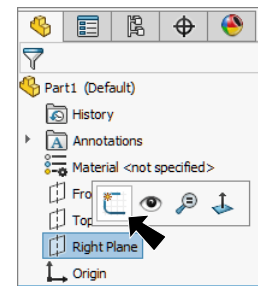 Part1 (Default)
History
Annotations
Material <not specified>
Fro
Top
Right Plane
Origin